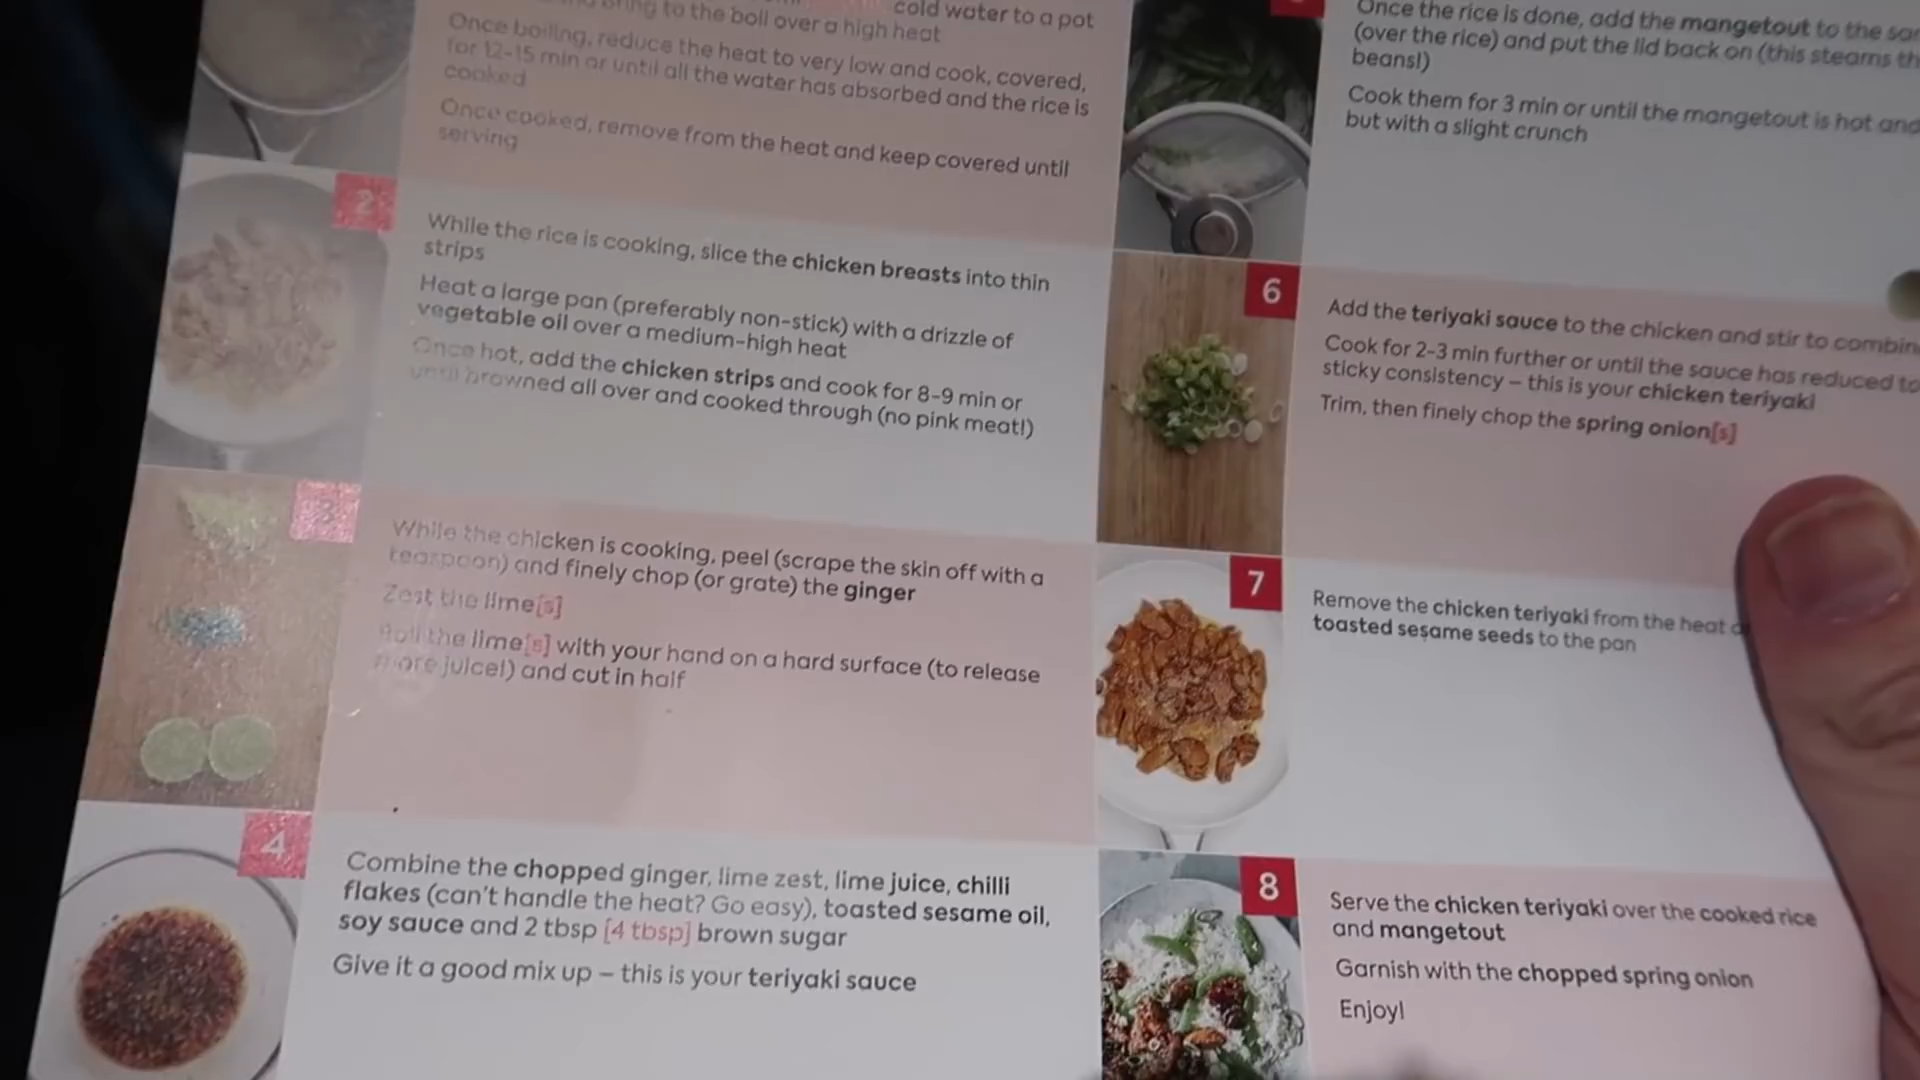 cold water to a pot
bring to the boil over a high heat
Once boiling, reduce the heat to very low and cook, covered,
for 12-15 min or until all the water has absorbed and the rice is
cooked
Once cooked, remove from the heat and keep covered until
serving
2
While the rice is cooking, slice the chicken breasts into thin
strips
Heat a large pan (preferably non-stick) with a drizzle of
vegetable oil over a medium-high heat
Once hot, add the chicken strips and cook for 8-9 min or
until browned all over and cooked through (no pink meat!)
3
While the chicken is cooking, peel (scrape the skin off with a
teaspoon) and finely chop (or grate) the ginger
Zest the lime[s]
Roll the lime[s] with your hand on a hard surface (to release
more juice!) and cut in half
4
Combine the chopped ginger, lime zest, lime juice, chilli
flakes (can't handle the heat? Go easy), toasted sesame oil,
soy sauce and 2 tbsp [4 tbsp] brown sugar
Give it a good mix up – this is your teriyaki sauce
Once the rice is done, add the mangetout to the
(over the rice) and put the lid back on (this steams
beans!)
Cook them for 3 min or until the mangetout is hot and
but with a slight crunch
6
Add the teriyaki sauce to the chicken and stir to
Cook for 2-3 min further or until the sauce has reduced to
sticky consistency – this is your chicken teriyaki
Trim, then finely chop the spring onion[s]
7
Remove the chicken teriyaki from the heat
toasted sesame seeds to the pan
8
Serve the chicken teriyaki over the cooked rice
and mangetout
Garnish with the chopped spring onion
Enjoy!